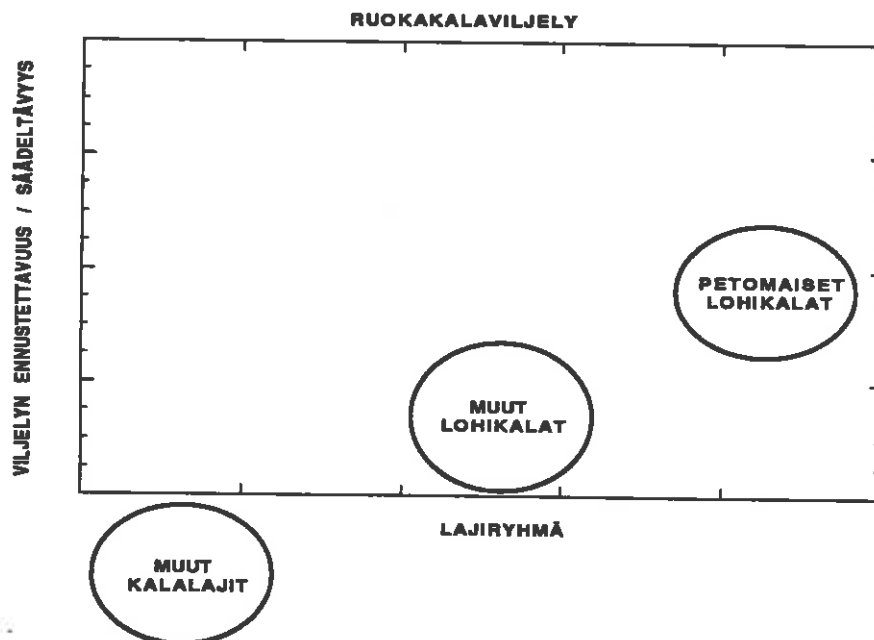 RUOKAKALAVILJELY
VILJELYN ENNUSTETTAVUUS / SÄÄDELTÄVYYS
PETOMAISET
LOHIKALAT
MUUT
LOHIKALAT
LAJIRYHMÄ
MUUT
KALALAJIT